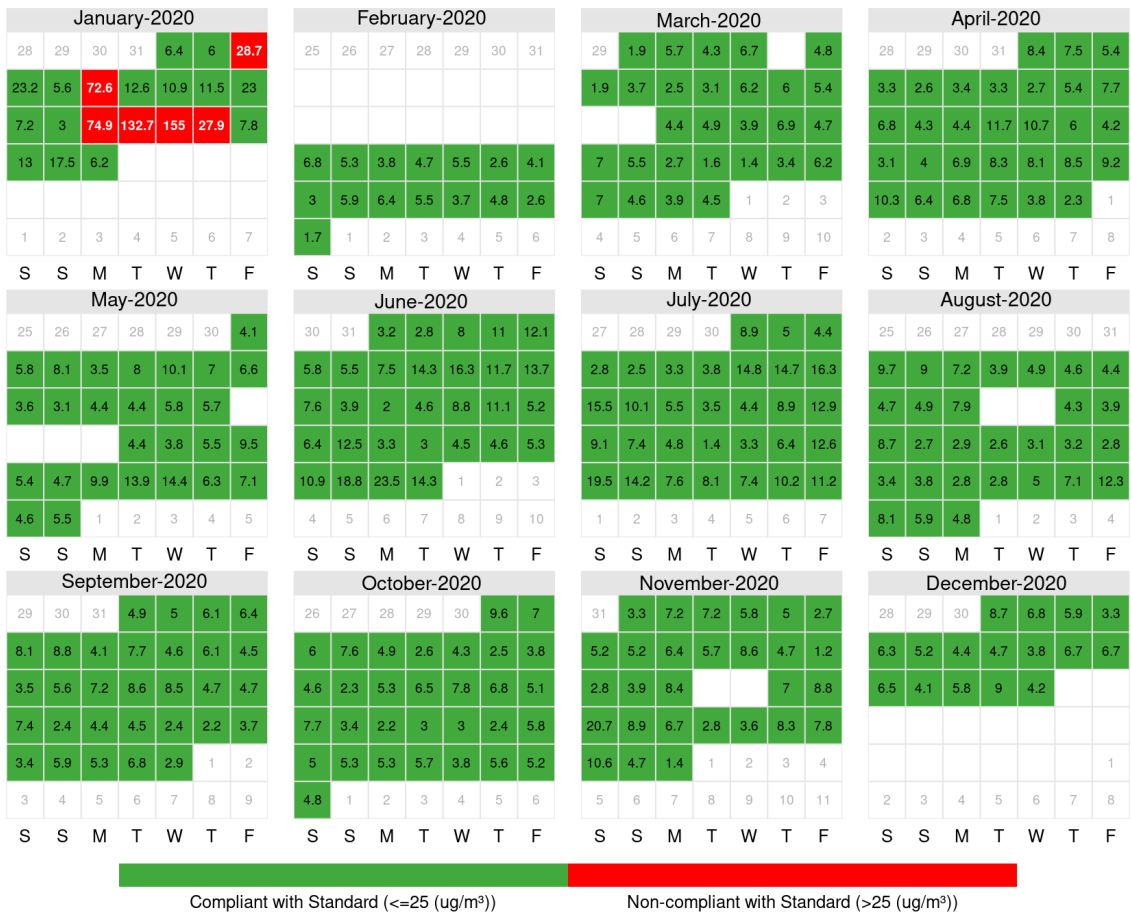 January-2020 February-2020 March-2020 April-2020
28 29 30 31 6.4 6 28.7 25 26 27 28 29 30 31 29 1.9 5.7 4.3 6.7 4.8 28 29 30 31 8.4 7.5 5.4
23.2 5.6 72.6 12.6 10.9 11.5 23 1.9 3.7 2.5 3.1 6.2 6 5.4 3.3 2.6 3.4 3.3 2.7 5.4 7.7
7.2 3 74.9 132.7 155 27.9 7.8 4.4 4.9 3.9 6.9 4.7 6.8 4.3 4.4 11.7 10.7 6 4.2
13 17.5 6.2 6.8 5.3 3.8 4.7 5.5 2.6 4.1 7 5.5 2.7 1.6 1.4 3.4 6.2 3.1 4 6.9 8.3 8.1 8.5 9.2
3 5.9 6.4 5.5 3.7 4.8 2.6 7 4.6 3.9 4.5 1 2 3 10.3 6.4 6.8 7.5 3.8 2.3 1
1 2 3 4 5 6 7 1.7 1 2 3 4 5 6 4 5 6 7 8 9 10 2 3 4 5 6 7 8
S S M T W T F S S M T W T F S S M T W T F S S M T W T F
May-2020 June-2020 July-2020 August-2020
25 26 27 28 29 30 4.1 30 31 3.2 2.8 8 11 12.1 27 28 29 30 8.9 5 4.4 25 26 27 28 29 30 31
5.8 8.1 3.5 8 10.1 7 6.6 5.8 5.5 7.5 14.3 16.3 11.7 13.7 2.8 2.5 3.3 3.8 14.8 14.7 16.3 9.7 9 7.2 3.9 4.9 4.6 4.4
3.6 3.1 4.4 4.4 5.8 5.7 7.6 3.9 2 4.6 8.8 11.1 5.2 15.5 10.1 5.5 3.5 4.4 8.9 12.9 4.7 4.9 7.9 4.3 3.9
4.4 3.8 5.5 9.5 6.4 12.5 3.3 3 4.5 4.6 5.3 9.1 7.4 4.8 1.4 3.3 6.4 12.6 8.7 2.7 2.9 2.6 3.1 3.2 2.8
5.4 4.7 9.9 13.9 14.4 6.3 7.1 10.9 18.8 23.5 14.3 1 2 3 19.5 14.2 7.6 8.1 7.4 10.2 11.2 3.4 3.8 2.8 2.8 5 7.1 12.3
4.6 5.5 1 2 3 4 5 4 5 6 7 8 9 10 1 2 3 4 5 6 7 8.1 5.9 4.8 1 2 3 4
S S M T W T F S S M T W T F S S M T W T F S S M T W T F
September-2020 October-2020 November-2020 December-2020
29 30 31 4.9 5 6.1 6.4 26 27 28 29 30 9.6 7 31 3.3 7.2 7.2 5.8 5 2.7 28 29 30 8.7 6.8 5.9 3.3
8.1 8.8 4.1 7.7 4.6 6.1 4.5 6 7.6 4.9 2.6 4.3 2.5 3.8 5.2 5.2 6.4 5.7 8.6 4.7 1.2 6.3 5.2 4.4 4.7 3.8 6.7 6.7
3.5 5.6 7.2 8.6 8.5 4.7 4.7 4.6 2.3 5.3 6.5 7.8 6.8 5.1 2.8 3.9 8.4 7 8.8 6.5 4.1 5.8 9 4.2
7.4 2.4 4.4 4.5 2.4 2.2 3.7 7.7 3.4 2.2 3 3 2.4 5.8 20.7 8.9 6.7 2.8 3.6 8.3 7.8
3.4 5.9 5.3 6.8 2.9 1 2 5 5.3 5.3 5.7 3.8 5.6 5.2 10.6 4.7 1.4 1 2 3 4 1
3 4 5 6 7 8 9 4.8 1 2 3 4 5 6 5 6 7 8 9 10 11 2 3 4 5 6 7 8
S S M T W T F S S M T W T F S S M T W T F S S M T W T F
Compliant with Standard (<=25 (ug/m³)) Non-compliant with Standard (>25 (ug/m³))